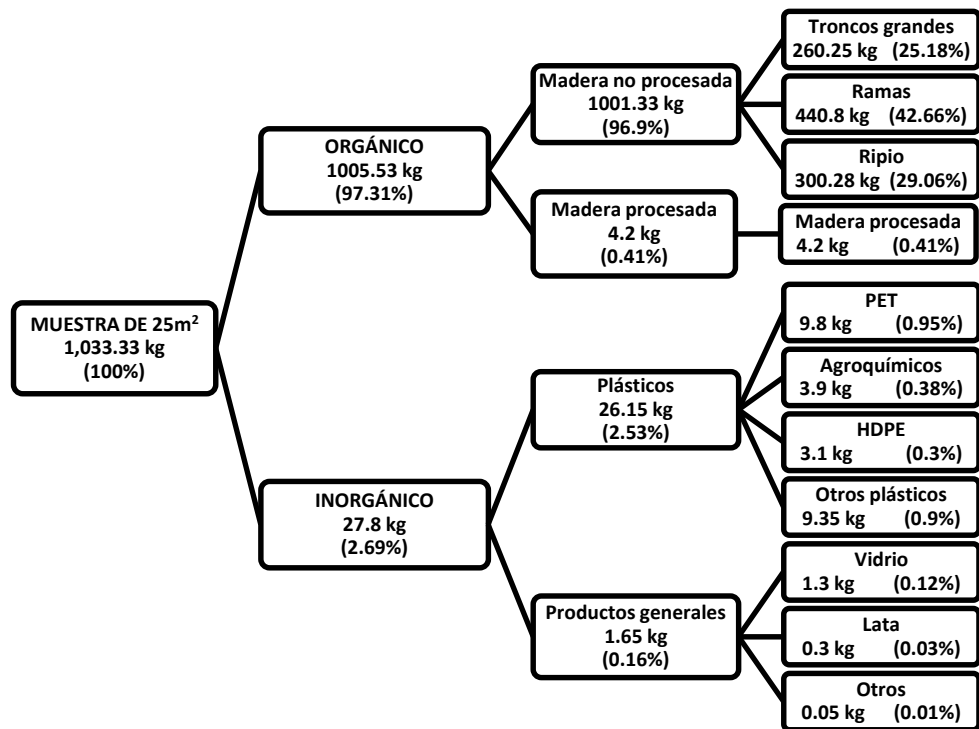 MUESTRA DE 25m²
1,033.33 kg
(100%)
ORGÁNICO
1005.53 kg
(97.31%)
INORGÁNICO
27.8 kg
(2.69%)
Madera no procesada
1001.33 kg
(96.9%)
Madera procesada
4.2 kg
(0.41%)
Plásticos
26.15 kg
(2.53%)
Productos generales
1.65 kg
(0.16%)
Troncos grandes
260.25 kg (25.18%)
Ramas
440.8 kg (42.66%)
Ripio
300.28 kg (29.06%)
Madera procesada
4.2 kg (0.41%)
PET
9.8 kg (0.95%)
Agroquímicos
3.9 kg (0.38%)
HDPE
3.1 kg (0.3%)
Otros plásticos
9.35 kg (0.9%)
Vidrio
1.3 kg (0.12%)
Lata
0.3 kg (0.03%)
Otros
0.05 kg (0.01%)